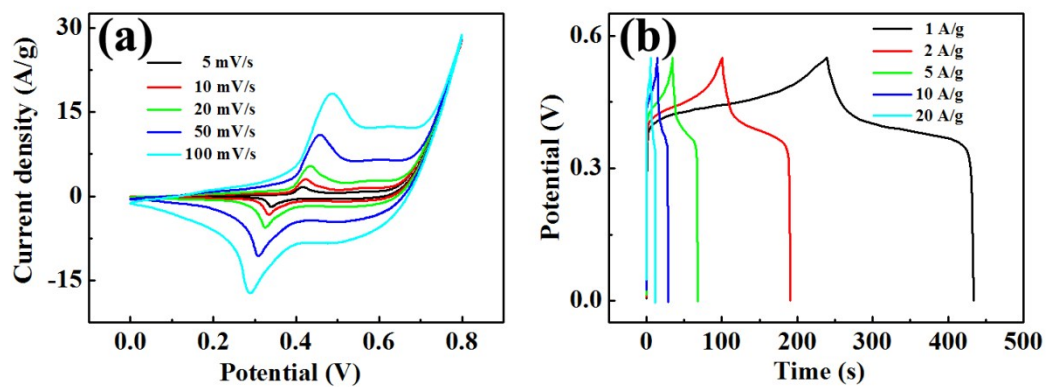 (a)
Current density (A/g)
30
15
0
-15
5 mV/s
10 mV/s
20 mV/s
50 mV/s
100 mV/s
0.0 0.2 0.4 0.6 0.8
Potential (V)
(b)
Potential (V)
0.6
0.3
0.0
1 A/g
2 A/g
5 A/g
10 A/g
20 A/g
0 100 200 300 400 500
Time (s)